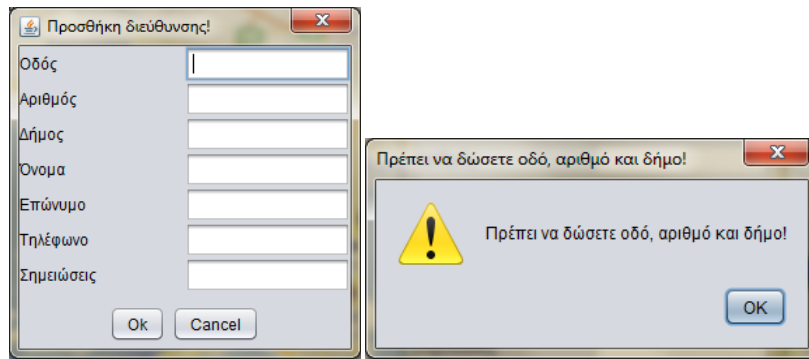 Προσθήκη διεύθυνσης!
Οδός
Αριθμός
Δήμος
Όνομα
Επώνυμο
Τηλέφωνο
Σημειώσεις
Ok Cancel
Πρέπει να δώσετε οδό, αριθμό και δήμο!
Πρέπει να δώσετε οδό, αριθμό και δήμο!
OK